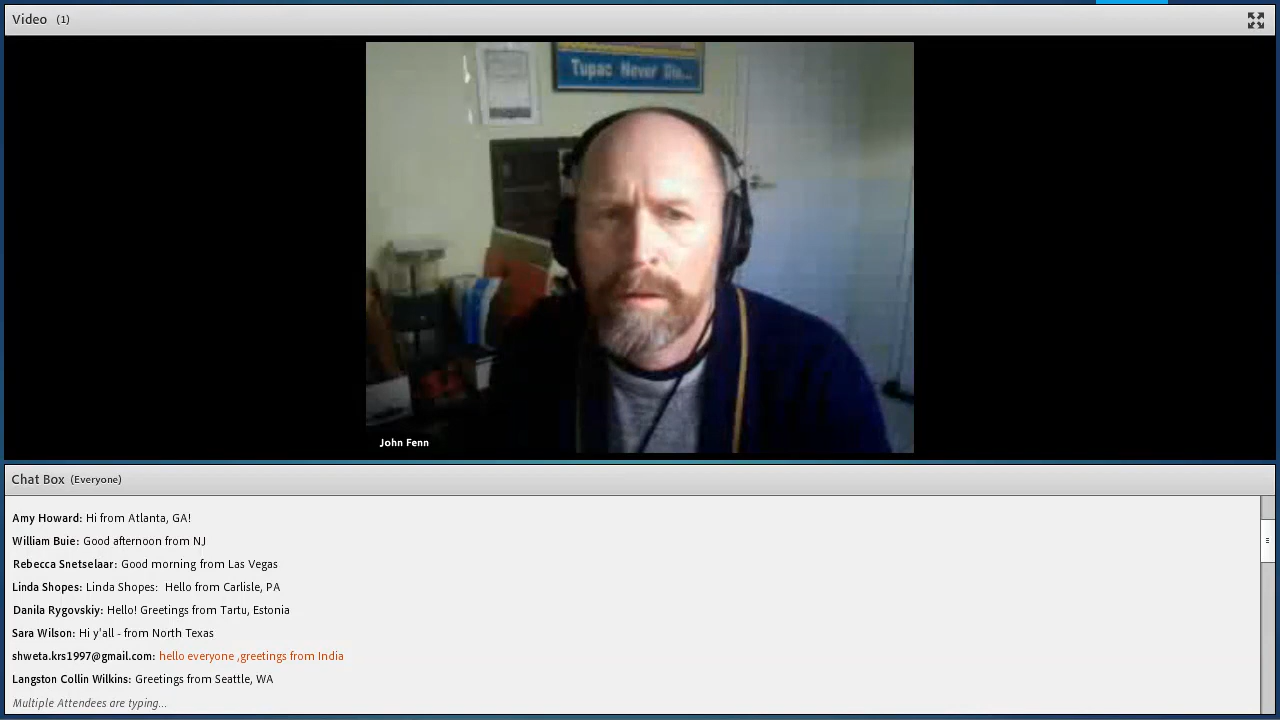 Video (1)
Tupac Never Die...
John Fenn
Chat Box (Everyone)
Amy Howard: Hi from Atlanta, GA!
William Buie: Good afternoon from NJ
Rebecca Snetselaar: Good morning from Las Vegas
Linda Shopes: Linda Shopes:  Hello from Carlisle, PA
Danila Rygovskiy: Hello! Greetings from Tartu, Estonia
Sara Wilson: Hi y'all - from North Texas
shweta.krs1997@gmail.com: hello everyone ,greetings from India
Langston Collin Wilkins: Greetings from Seattle, WA
Multiple Attendees are typing...